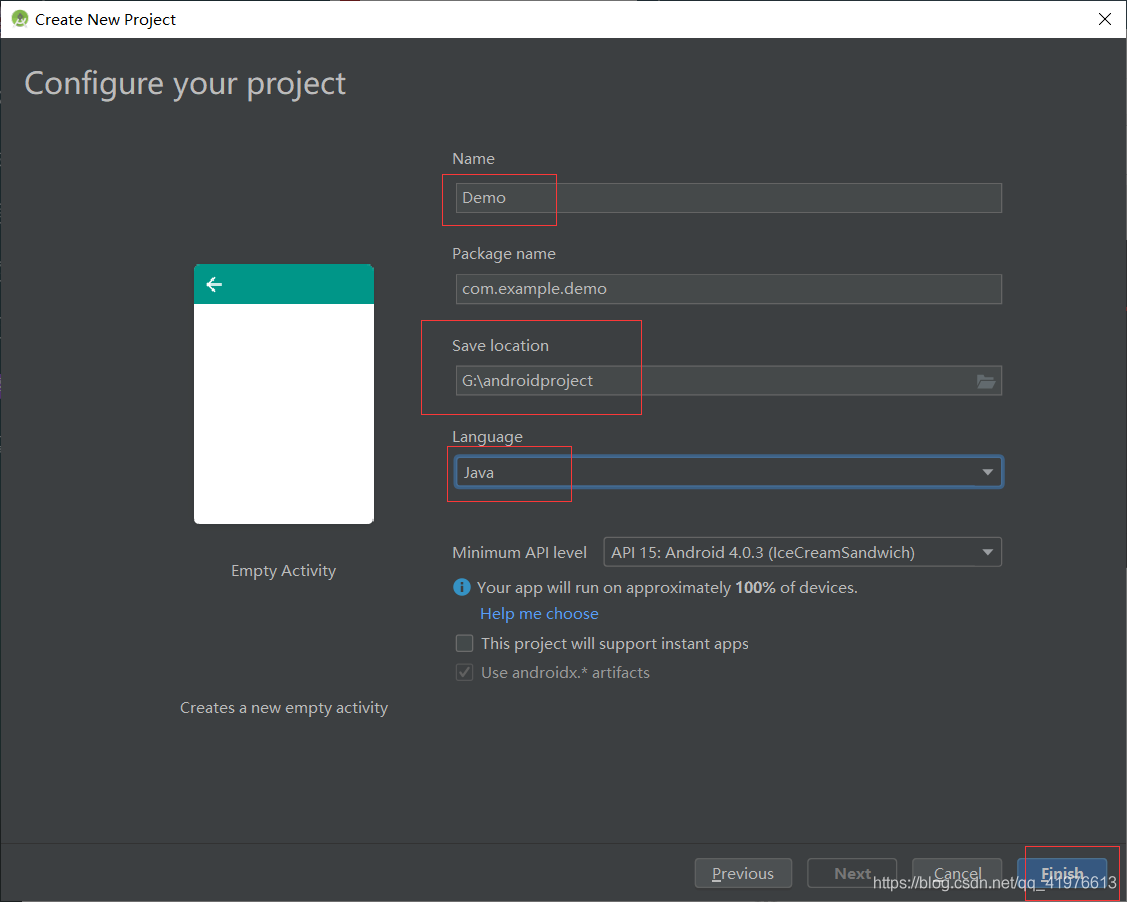 Create New Project
Configure your project
Name
Demo
Package name
com.example.demo
Save location
G:\androidproject
Language
Java
Minimum API level
API 15: Android 4.0.3 (IceCreamSandwich)
Your app will run on approximately 100% of devices.
Help me choose
This project will support instant apps
Use androidx.* artifacts
Empty Activity
Creates a new empty activity
Previous
Next
Cancel
Finish
https://blog.csdn.net/qq_41976613